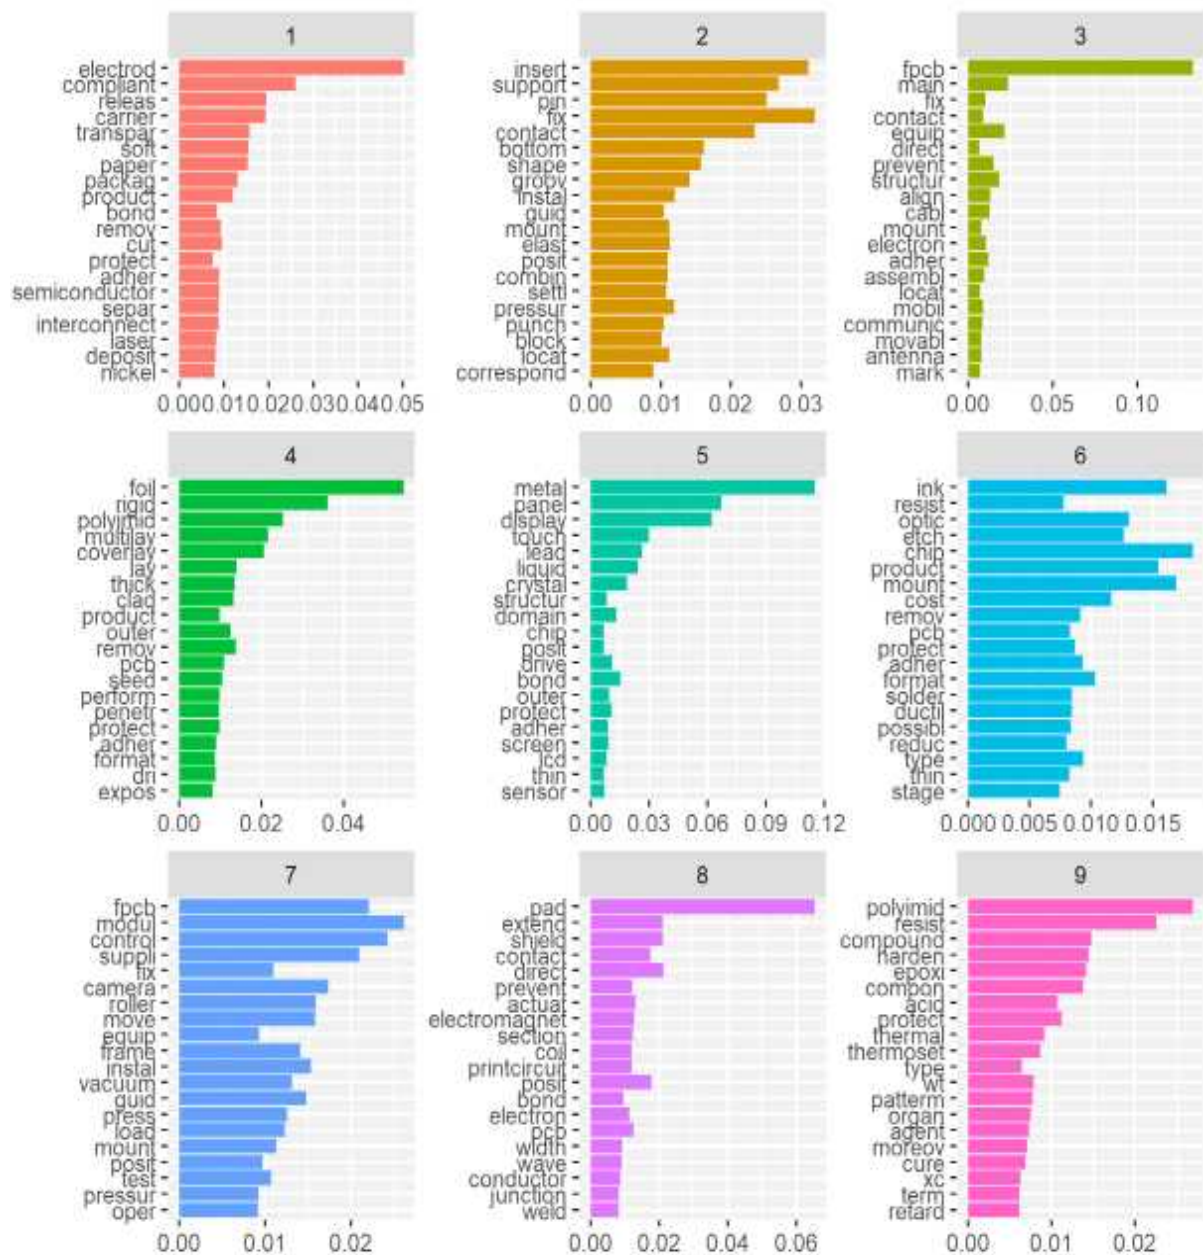 1
electrod
compliant
releas
carrier
transpar
soft
paper
packag
product
bond
remov
cut
protect
adher
semiconductor
separ
interconnect
laser
deposit
nickel
0.00 0.01 0.02 0.03 0.04 0.05
2
insert
support
pin
fix
contact
bottom
shape
groov
instal
guid
mount
elast
posit
combin
settl
pressur
punch
block
locat
correspond
0.00 0.01 0.02 0.03
3
fpcb
main
fix
contact
equip
direct
prevent
structur
align
cabl
mount
electron
adher
assembl
locat
mobil
communic
movabl
antenna
mark
0.00 0.05 0.10
4
foil
rigid
polyimid
multilay
coverlay
lay
thick
clad
product
outer
remov
pcb
seed
perform
penetr
protect
adher
format
dri
expos
0.00 0.02 0.04
5
metal
panel
display
touch
lead
liquid
crystal
structur
domain
chip
posit
drive
bond
outer
protect
adher
screen
lcd
thin
sensor
0.00 0.03 0.06 0.09 0.12
6
ink
resist
optic
etch
chip
product
mount
cost
remov
pcb
protect
adher
format
solder
ductil
possibl
reduc
type
thin
stage
0.000 0.005 0.010 0.015
7
fpcb
modul
control
suppli
fix
camera
roller
move
equip
frame
instal
vacuum
guid
press
load
mount
posit
test
pressur
oper
0.00 0.01 0.02
8
pad
extend
shield
contact
direct
prevent
actuat
electromagnet
section
coil
printcircuit
posit
bond
electron
pcb
width
wave
conductor
junction
weld
0.00 0.02 0.04 0.06
9
polyimid
resist
compound
harden
epoxi
compon
acid
protect
thermal
thermoset
type
wt
patterm
organ
agent
moreov
cure
xc
term
retard
0.00 0.01 0.02